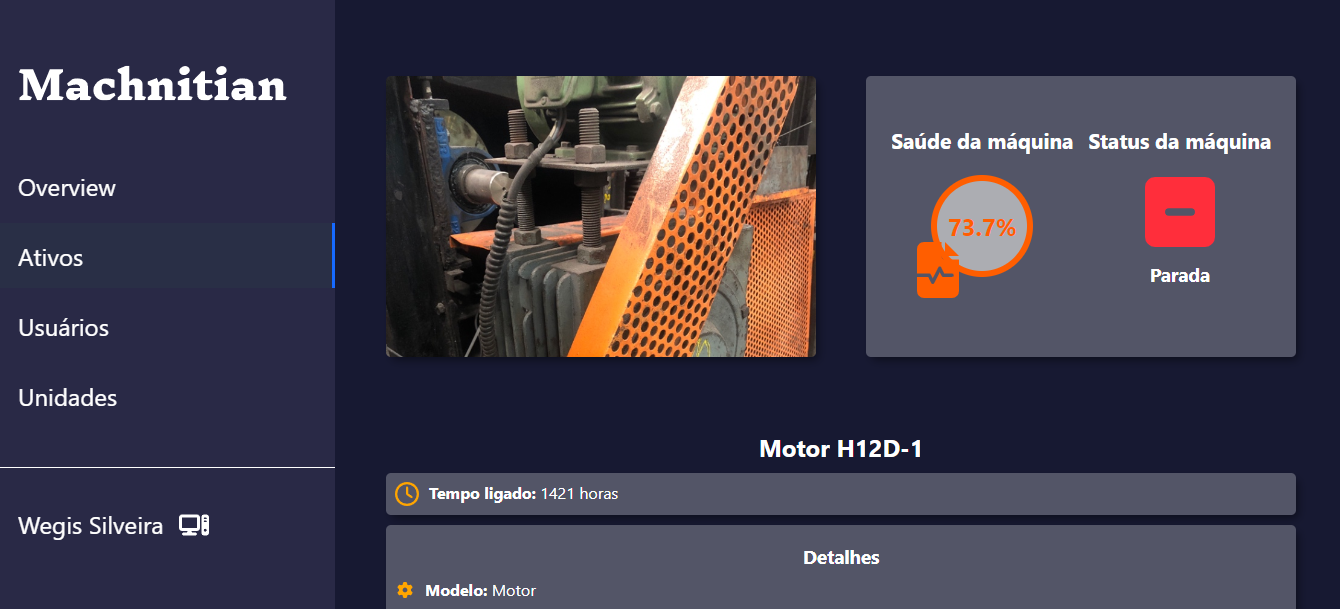 Machnitian
Overview
Ativos
Usuários
Unidades
Wegis Silveira
Saúde da máquina
Status da máquina
73.7%
Parada
Motor H12D-1
Tempo ligado: 1421 horas
Detalhes
Modelo: Motor